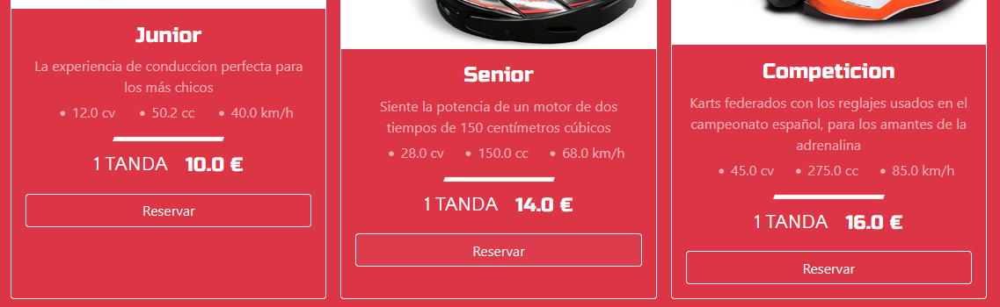 Junior
La experiencia de conduccion perfecta para
los más chicos
• 12.0 cv • 50.2 cc • 40.0 km/h
1 TANDA 10.0 €
Reservar
Senior
Siente la potencia de un motor de dos
tiempos de 150 centímetros cúbicos
• 28.0 cv • 150.0 cc • 68.0 km/h
1 TANDA 14.0 €
Reservar
Competicion
Karts federados con los reglajes usados en el
campeonato español, para los amantes de la
adrenalina
• 45.0 cv • 275.0 cc • 85.0 km/h
1 TANDA 16.0 €
Reservar